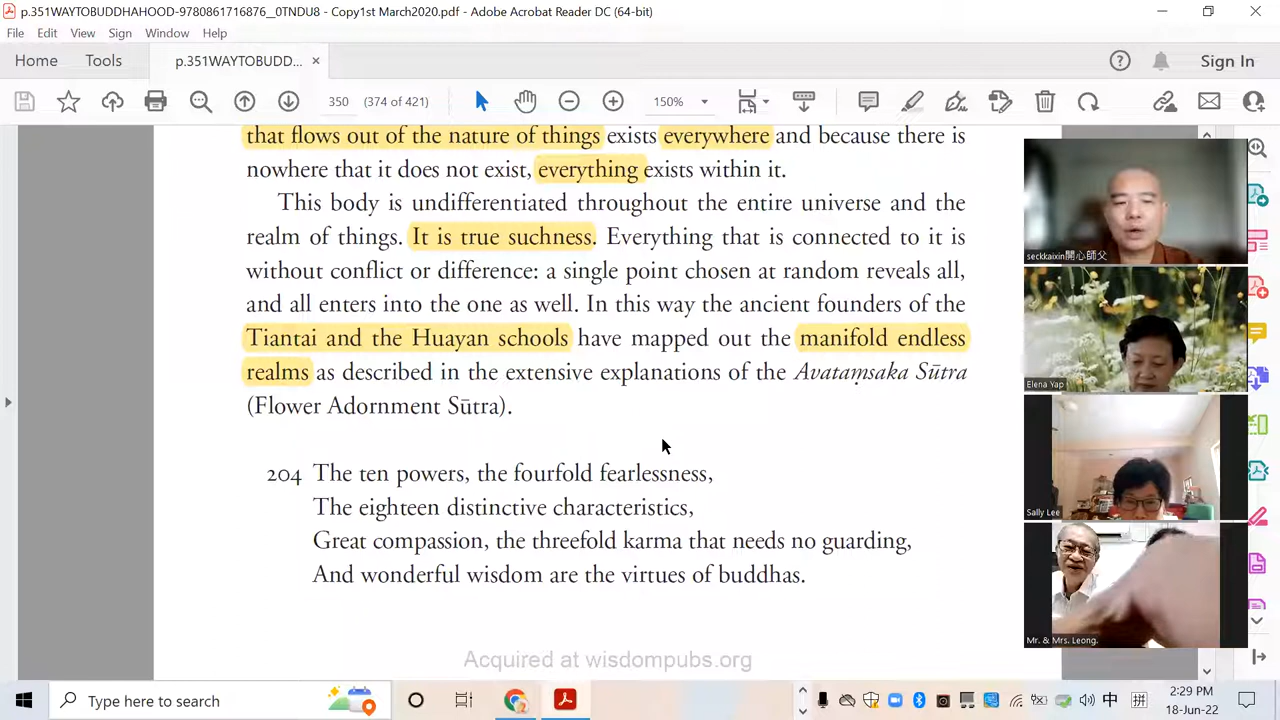 p.351WAYTOBUDDHAHOOD-9780861716876__0TNDU8 - Copy1st March2020.pdf - Adobe Acrobat Reader DC (64-bit)
File Edit View Sign Window Help
Home Tools p.351WAYTOBUDD... × Sign In
350 (374 of 421) 150%
that flows out of the nature of things exists everywhere and because there is
nowhere that it does not exist, everything exists within it.
This body is undifferentiated throughout the entire universe and the
realm of things. It is true suchness. Everything that is connected to it is
without conflict or difference: a single point chosen at random reveals all,
and all enters into the one as well. In this way the ancient founders of the
Tiantai and the Huayan schools have mapped out the manifold endless
realms as described in the extensive explanations of the Avataṃsaka Sūtra
(Flower Adornment Sūtra).
204 The ten powers, the fourfold fearlessness,
The eighteen distinctive characteristics,
Great compassion, the threefold karma that needs no guarding,
And wonderful wisdom are the virtues of buddhas.
Acquired at wisdompubs.org
seckkaixin開心師父
Elena Yap
Sally Lee
Mr. & Mrs. Leong.
Type here to search
中 拼
2:29 PM
18-Jun-22